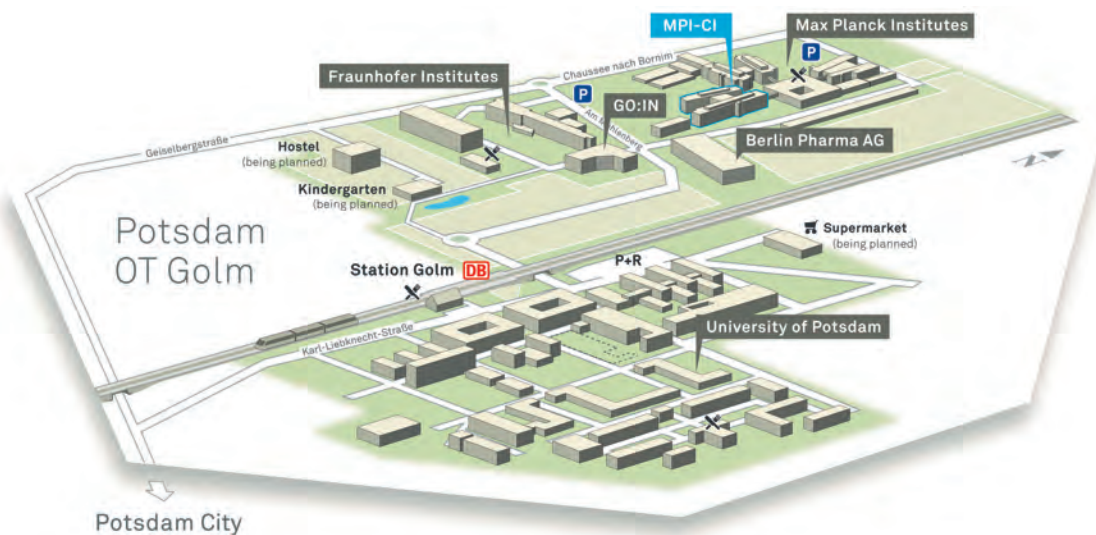 MPI-CI
Max Planck Institutes
P
Chaussee nach Bornim
Fraunhofer Institutes
P
GO:IN
Am Mühlenberg
Geiselbergstraße
Hostel
(being planned)
Berlin Pharma AG
N
Kindergarten
(being planned)
Potsdam
OT Golm
Supermarket
(being planned)
P+R
Station Golm DB
University of Potsdam
Karl-Liebknecht-Straße
Potsdam City